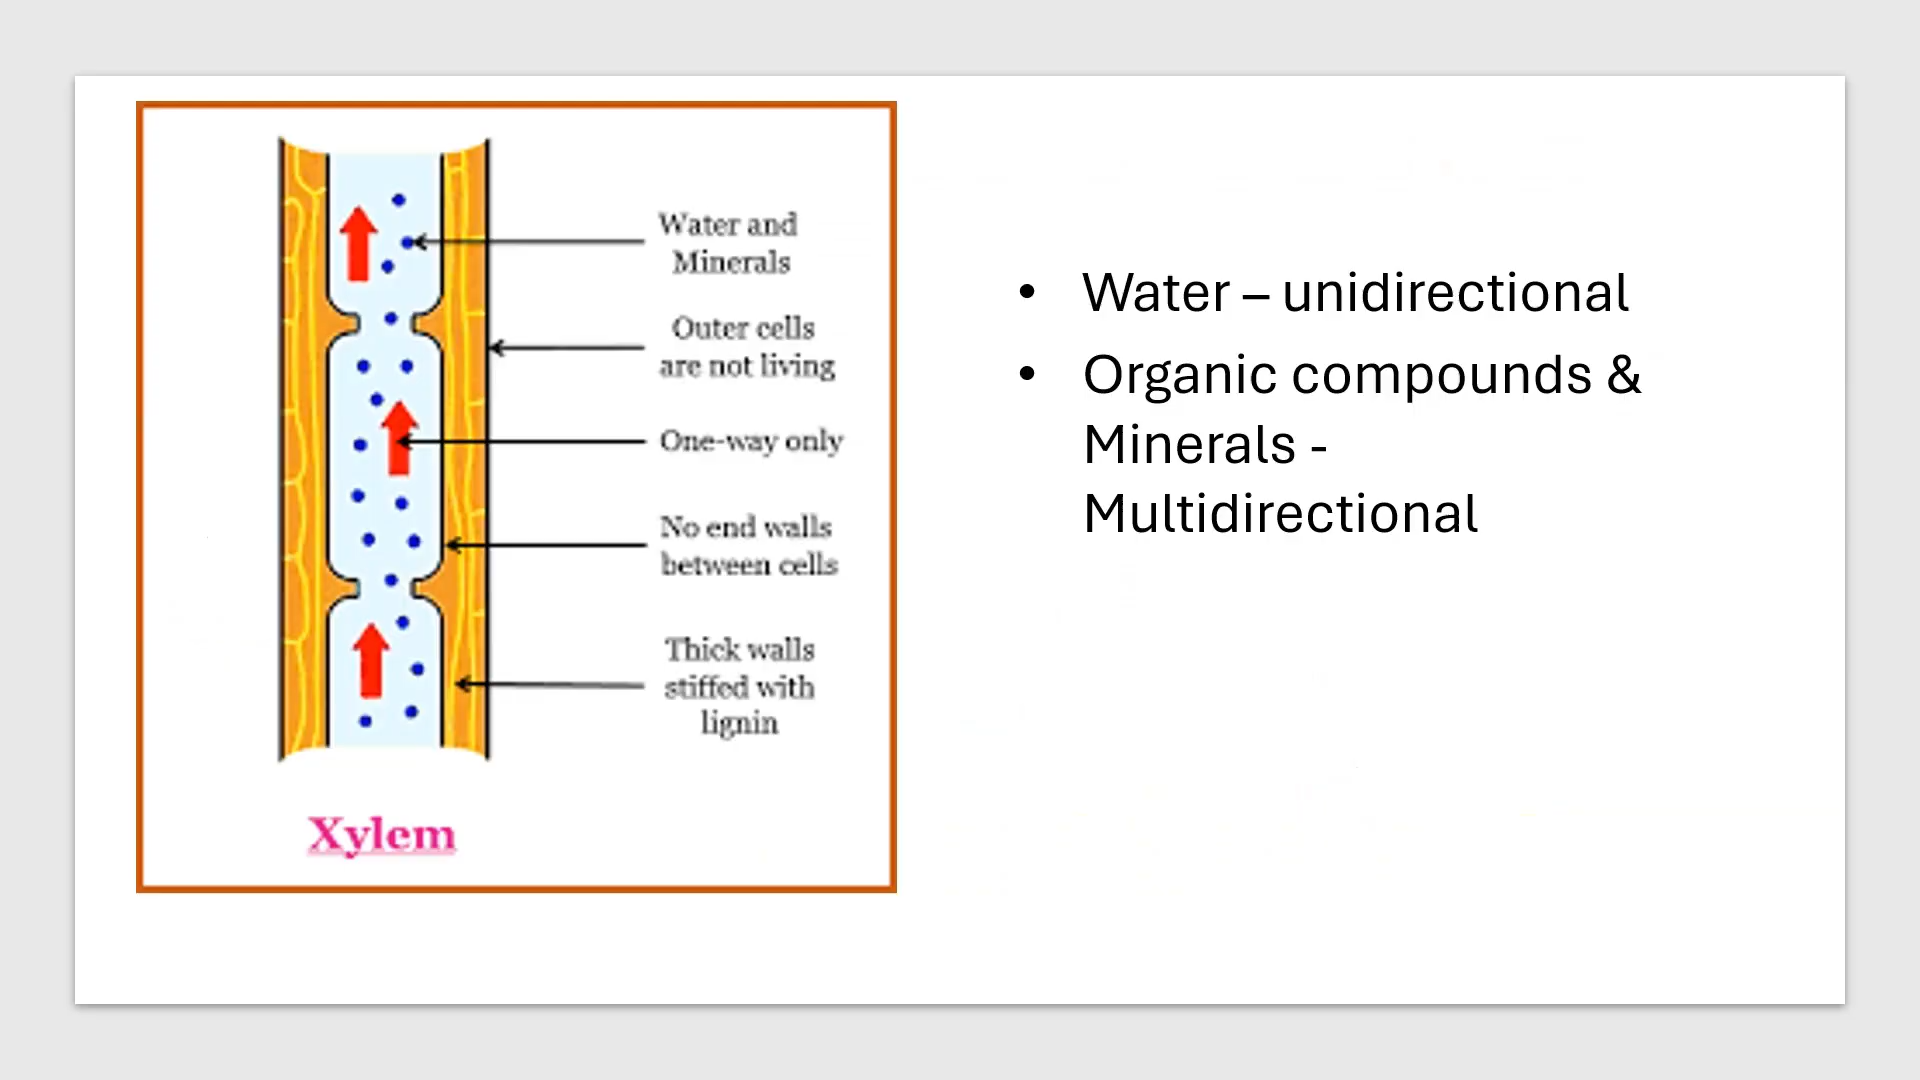 Water and
Minerals
Outer cells
are not living
One-way only
No end walls
between cells
Thick walls
stiffed with
lignin
Xylem
• Water – unidirectional
• Organic compounds &
Minerals -
Multidirectional